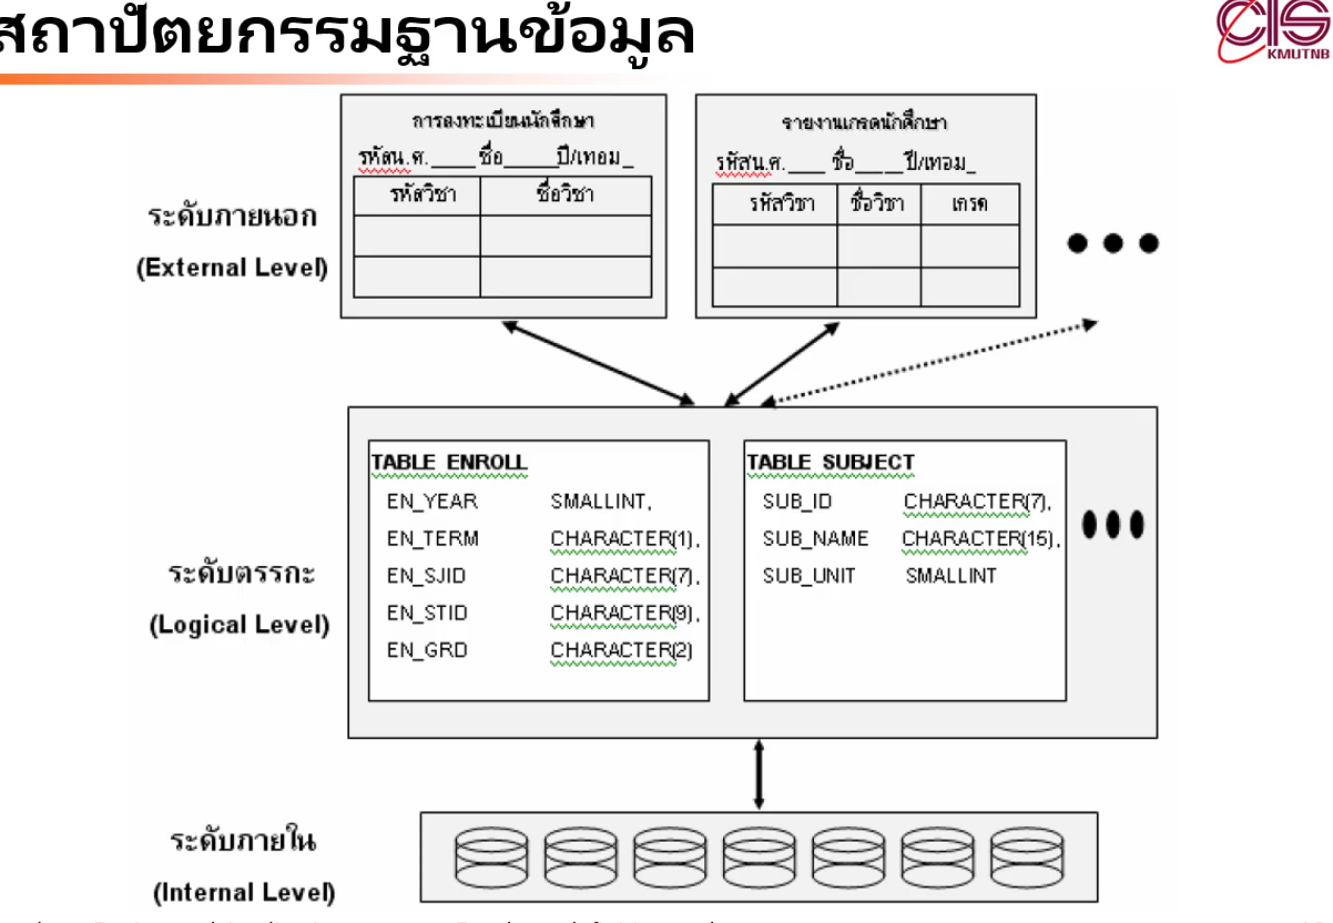 สถาปัตยกรรมฐานข้อมูล
CIS
KMUTNB
การลงทะเบียนนักศึกษา
รหัสน.ศ.____ ชื่อ_____ปี/เทอม_
รหัสวิชา ชื่อวิชา
รายงานเกรดนักศึกษา
รหัสน.ศ.___ ชื่อ____ปี/เทอม_
รหัสวิชา ชื่อวิชา เกรด
ระดับภายนอก
(External Level)
ระดับตรรกะ
(Logical Level)
TABLE ENROLL
EN_YEAR SMALLINT,
EN_TERM CHARACTER(1),
EN_SJID CHARACTER(7),
EN_STID CHARACTER(9),
EN_GRD CHARACTER(2)
TABLE SUBJECT
SUB_ID CHARACTER(7),
SUB_NAME CHARACTER(15),
SUB_UNIT SMALLINT
ระดับภายใน
(Internal Level)